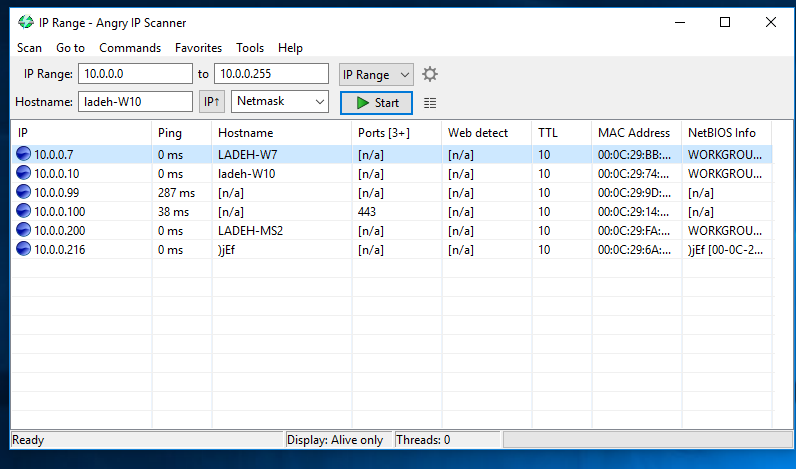 IP Range - Angry IP Scanner
Scan Go to Commands Favorites Tools Help
IP Range: 10.0.0.0 to 10.0.0.255 IP Range
Hostname: ladeh-W10 IP↑ Netmask Start
IP Ping Hostname Ports [3+] Web detect TTL MAC Address NetBIOS Info
10.0.0.7 0 ms LADEH-W7 [n/a] [n/a] 10 00:0C:29:BB:... WORKGROU...
10.0.0.10 0 ms ladeh-W10 [n/a] [n/a] 10 00:0C:29:74:... WORKGROU...
10.0.0.99 287 ms [n/a] [n/a] [n/a] 10 00:0C:29:9D:... [n/a]
10.0.0.100 38 ms [n/a] 443 [n/a] 10 00:0C:29:14:... [n/a]
10.0.0.200 0 ms LADEH-MS2 [n/a] [n/a] 10 00:0C:29:FA:... WORKGROU...
10.0.0.216 0 ms )jEf [n/a] [n/a] 10 00:0C:29:6A:... )jEf [00-0C-2...
Ready Display: Alive only Threads: 0